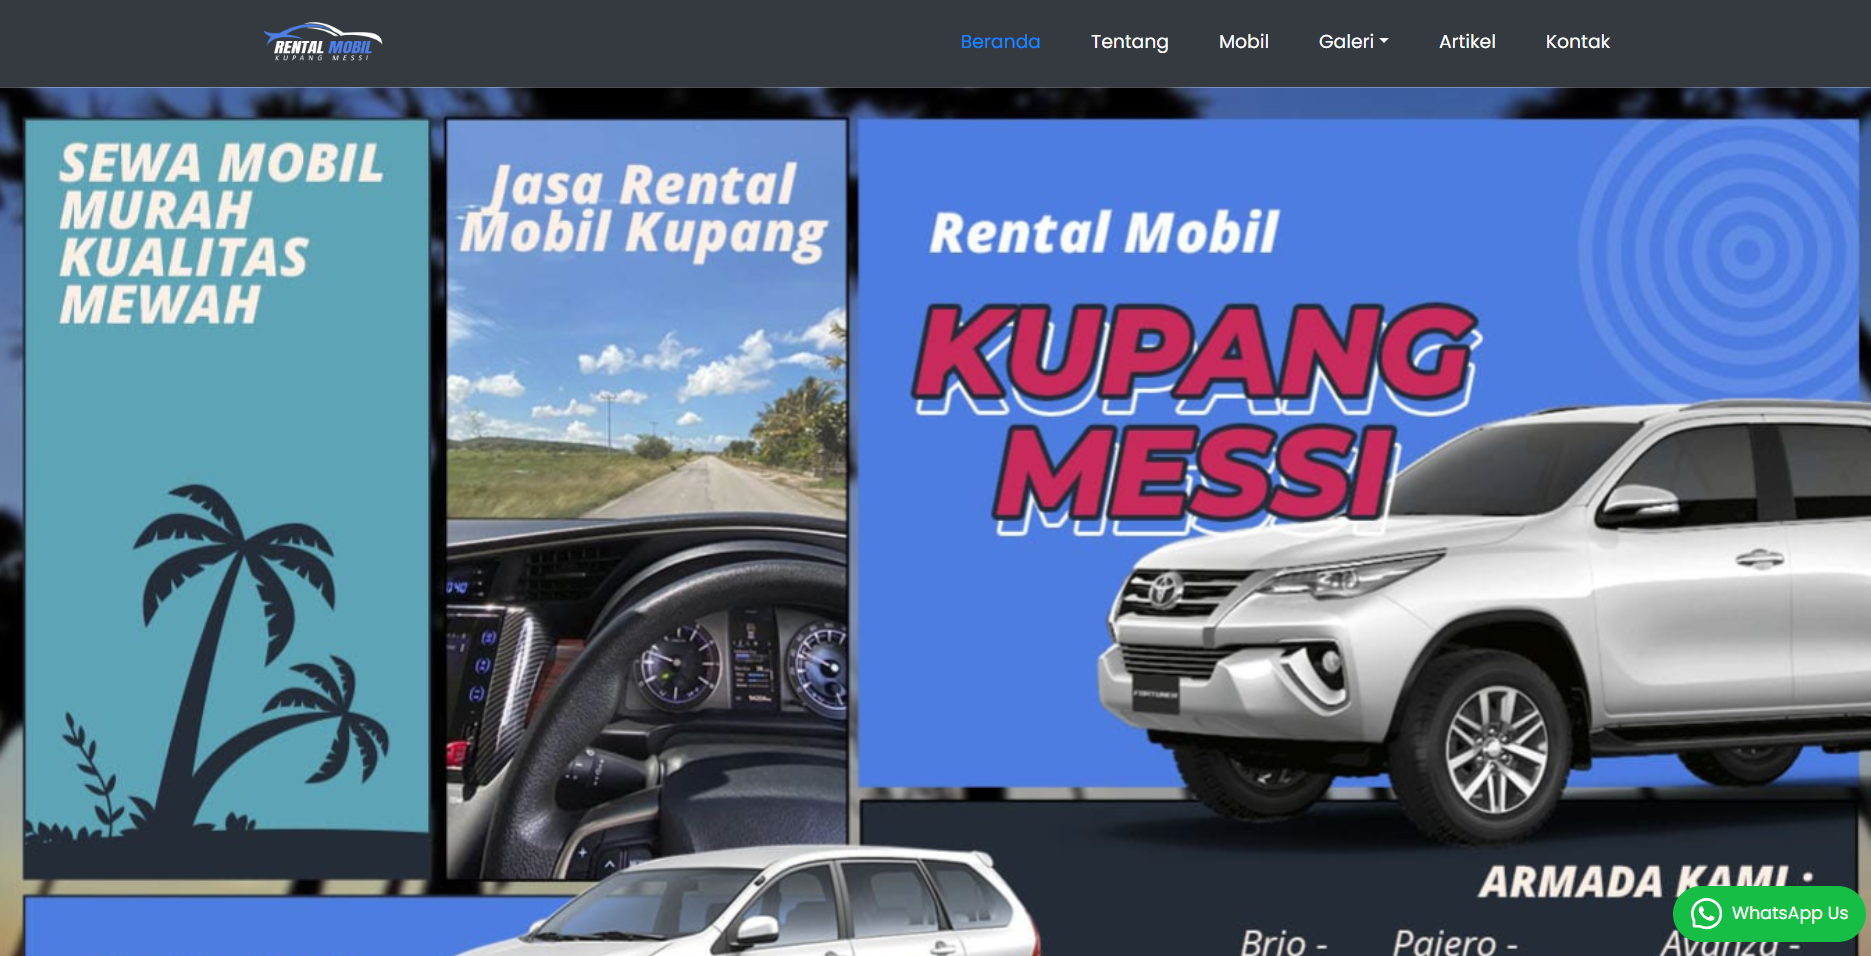 RENTAL MOBIL
KUPANG MESSI
Beranda
Tentang
Mobil
Galeri
Artikel
Kontak
SEWA MOBIL
MURAH
KUALITAS
MEWAH
Jasa Rental
Mobil Kupang
Rental Mobil
KUPANG
MESSI
FORTUNER
ARMADA KAMI :
WhatsApp Us
Brio -
Pajero -
Avanza -